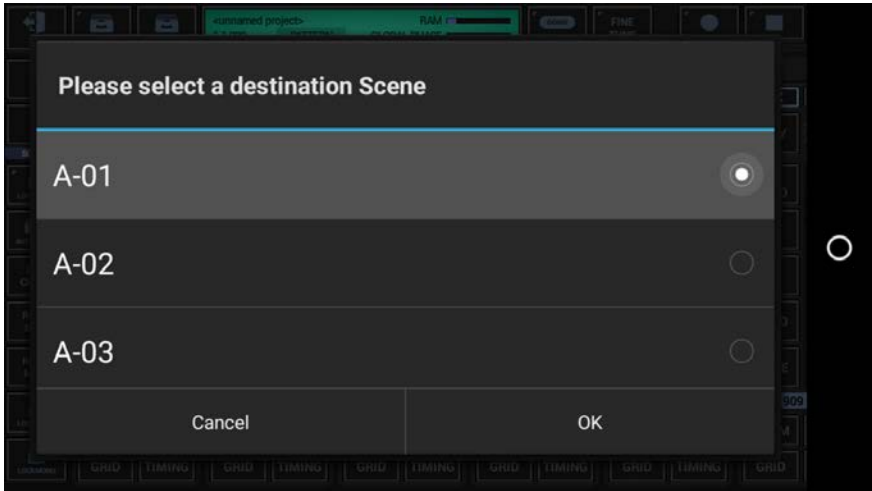 <unnamed project>
RAM
FINE
Please select a destination Scene
A-01
A-02
A-03
909
Cancel
OK
GRID TIMING GRID TIMING GRID TIMING GRID TIMING GRID TIMING GRID